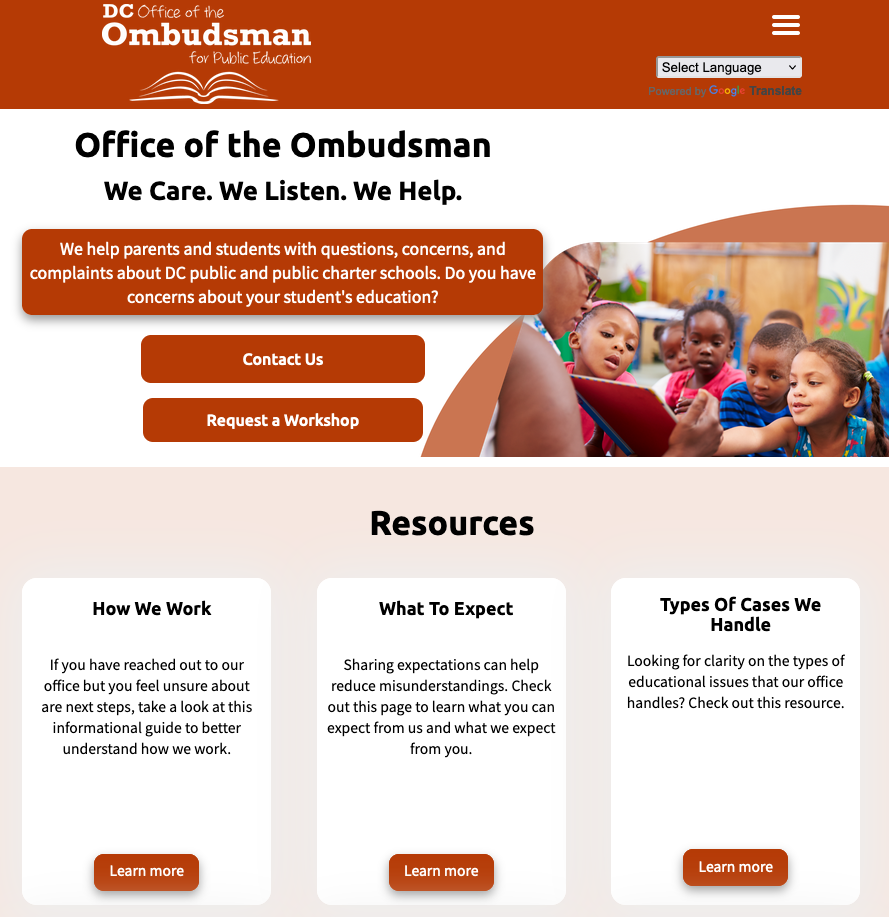 DC Office of the
Ombudsman
for Public Education
Select Language
Powered by Google Translate
Office of the Ombudsman
We Care. We Listen. We Help.
We help parents and students with questions, concerns, and
complaints about DC public and public charter schools. Do you have
concerns about your student's education?
Contact Us
Request a Workshop
Resources
How We Work
If you have reached out to our
office but you feel unsure about
are next steps, take a look at this
informational guide to better
understand how we work.
Learn more
What To Expect
Sharing expectations can help
reduce misunderstandings. Check
out this page to learn what you can
expect from us and what we expect
from you.
Learn more
Types Of Cases We
Handle
Looking for clarity on the types of
educational issues that our office
handles? Check out this resource.
Learn more